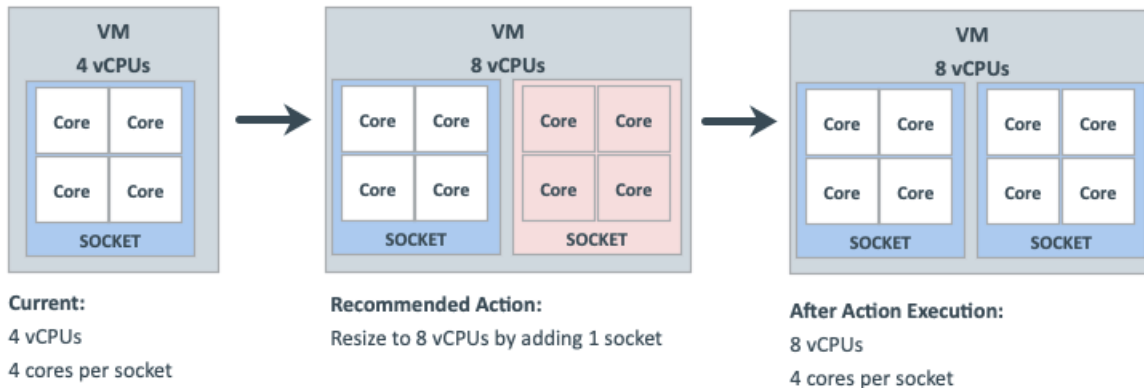 VM
4 vCPUs
Core Core
Core Core
SOCKET
Current:
4 vCPUs
4 cores per socket
VM
8 vCPUs
Core Core Core Core
Core Core Core Core
SOCKET SOCKET
Recommended Action:
Resize to 8 vCPUs by adding 1 socket
VM
8 vCPUs
Core Core Core Core
Core Core Core Core
SOCKET SOCKET
After Action Execution:
8 vCPUs
4 cores per socket